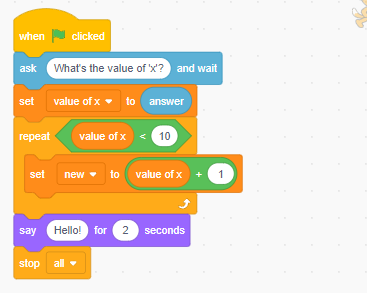 when clicked
ask What's the value of 'x'? and wait
set value of x to answer
repeat value of x < 10
set new to value of x + 1
say Hello! for 2 seconds
stop all